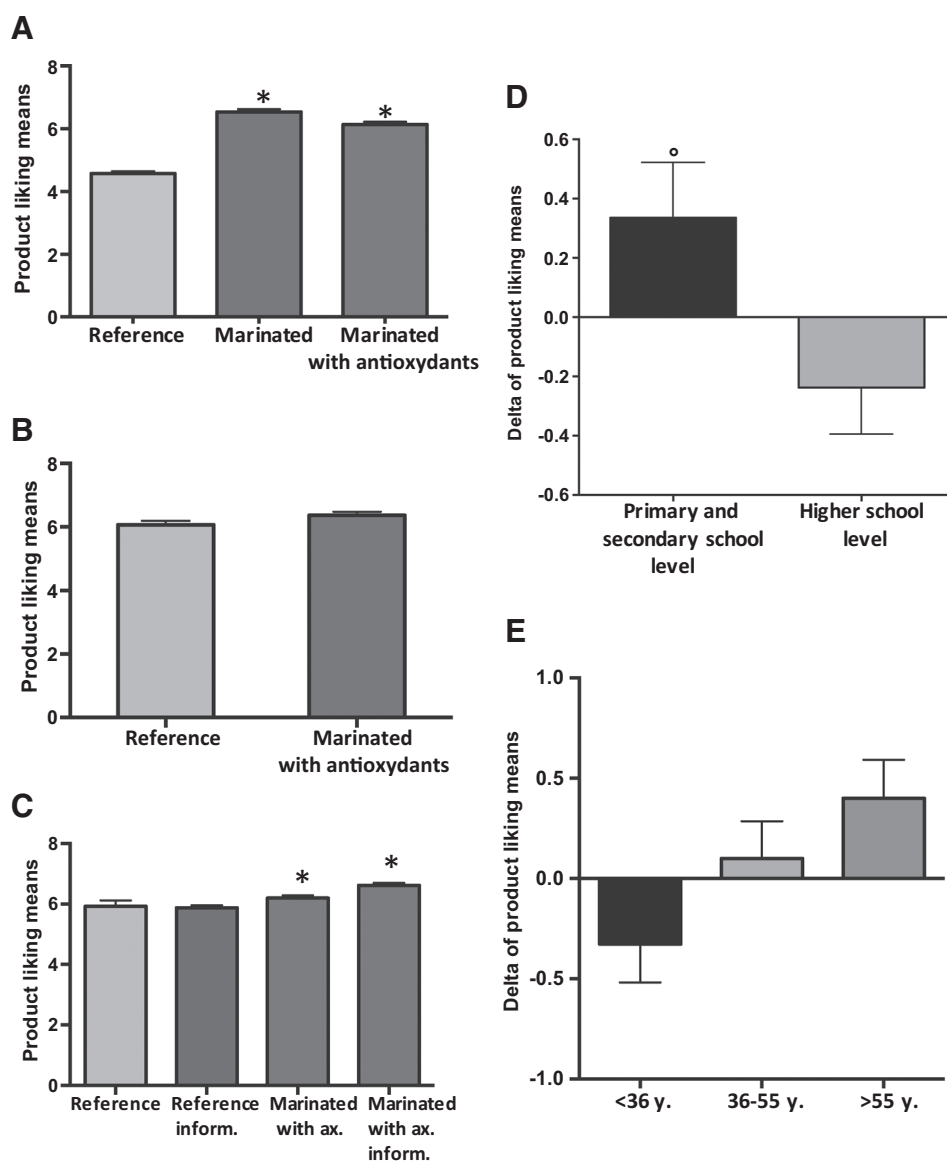 A
Product liking means
8
6
4
2
0
*
*
Reference
Marinated
Marinated
with antioxydants
B
Product liking means
8
6
4
2
0
Reference
Marinated
with antioxydants
C
Product liking means
8
6
4
2
0
*
*
Reference
Reference
inform.
Marinated
with ax.
Marinated
with ax.
inform.
D
Delta of product liking means
0.6
0.4
0.2
0.0
-0.2
-0.4
-0.6
°
Primary and
secondary school
level
Higher school
level
E
Delta of product liking means
1.0
0.5
0.0
-0.5
-1.0
<36 y.
36-55 y.
>55 y.